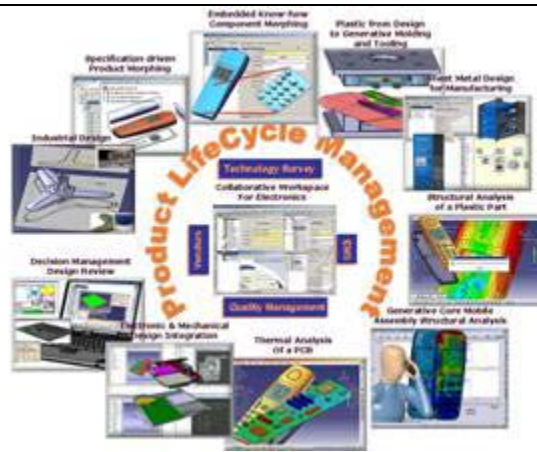 Embedded Know-how
Component Morphing
Plastic from Design
to Generative Molding
and Tooling
Specification driven
Product Morphing
Metal Design
for Manufacturing
Industrial Design
Product LifeCycle Management
Technology Survey
Collaborative Workspace
For Electronics
Structural Analysis
of a Plastic Part
Vendors
Quality Management
Decision Management
Design Review
Generative Core Mobile
Assembly Structural Analysis
Electronic & Mechanical
Design Integration
Thermal Analysis
Of a PCB